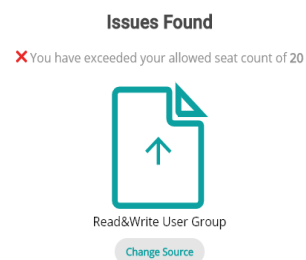 Issues Found
You have exceeded your allowed seat count of 20
Read&Write User Group
Change Source